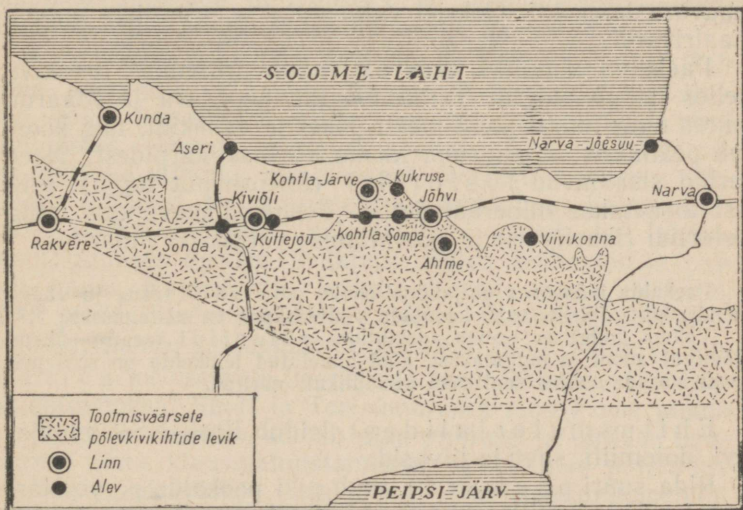 SOOME LAHT
Kunda
Aseri
Narva-Jõesuu
Kohtla-Järve
Kukruse
Kiviõli
Jõhvi
Narva
Rakvere
Sonda
Küttejõu
Kohtla
Sompa
Ahtme
Viivikonna
Tootmisväärsete
põlevkivikihtide levik
Linn
Alev
PEIPSI JÄRV